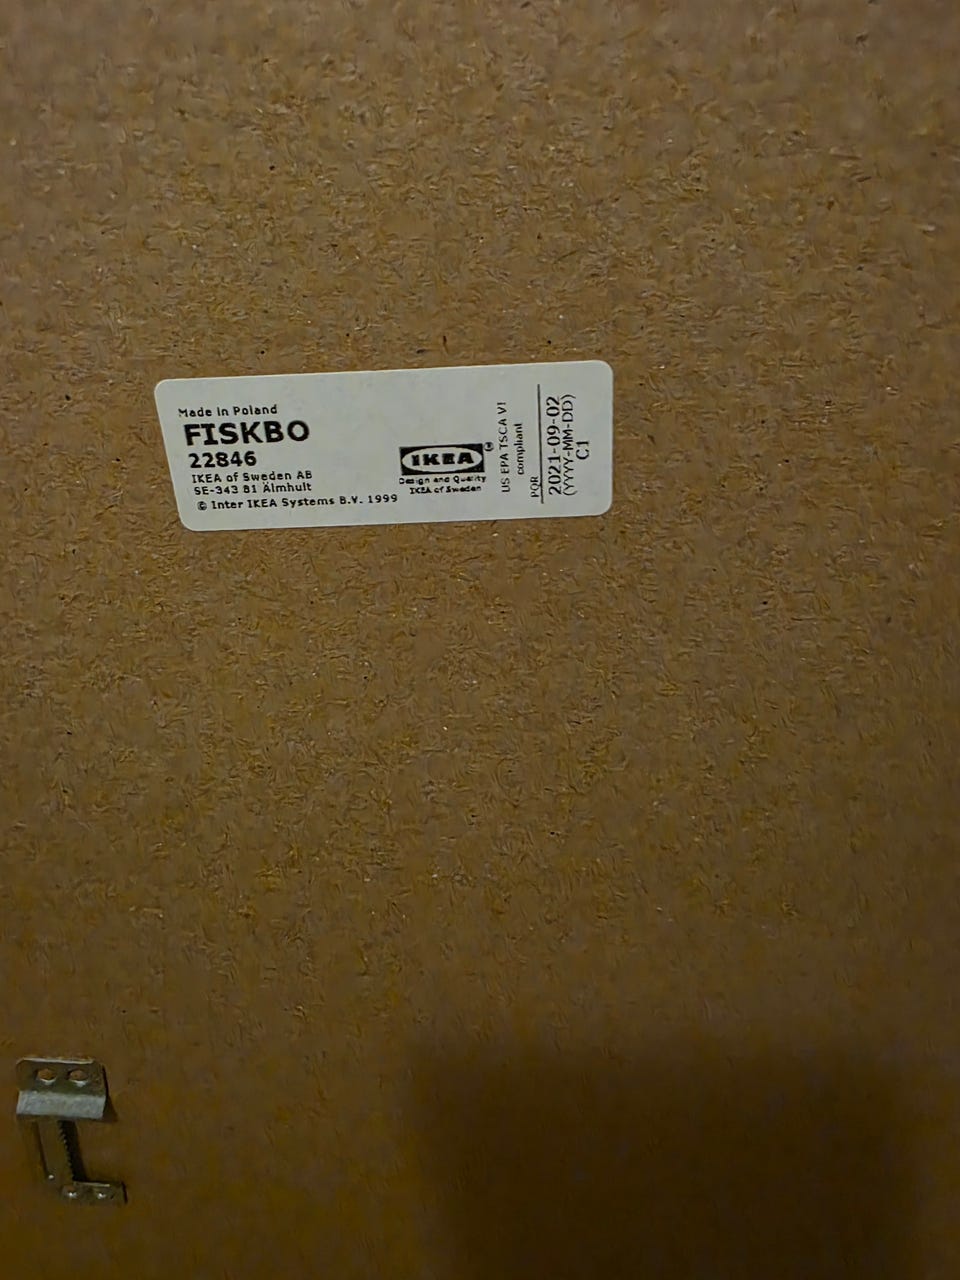 Made in Poland
FISKBO
22846
IKEA of Sweden AB
SE-343 81 Älmhult
© Inter IKEA Systems B.V. 1999
IKEA®
Design and Quality
IKEA of Sweden
US EPA TSCA VI
compliant
PQR
2021-09-02
(YYYY-MM-DD)
C1